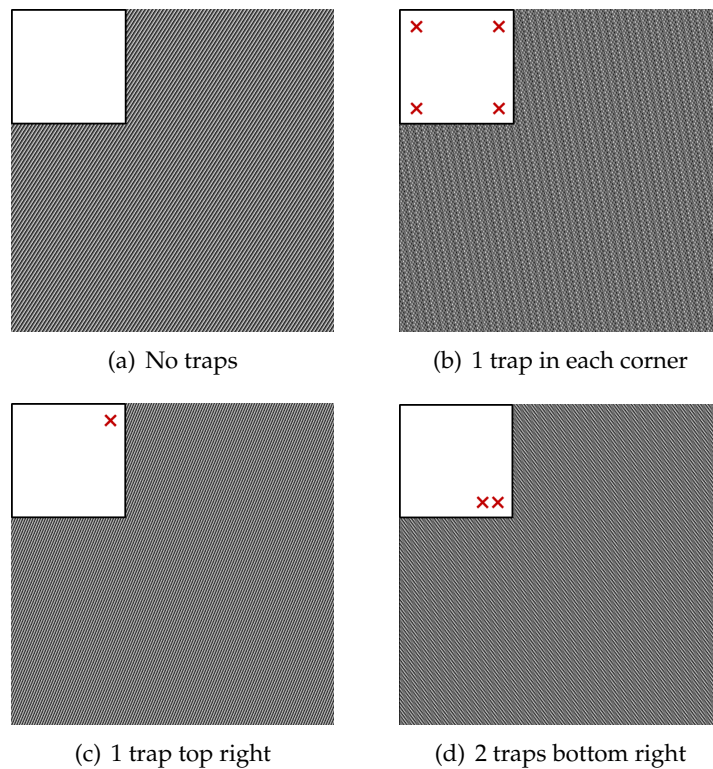 (a) No traps
(b) 1 trap in each corner
(c) 1 trap top right
(d) 2 traps bottom right